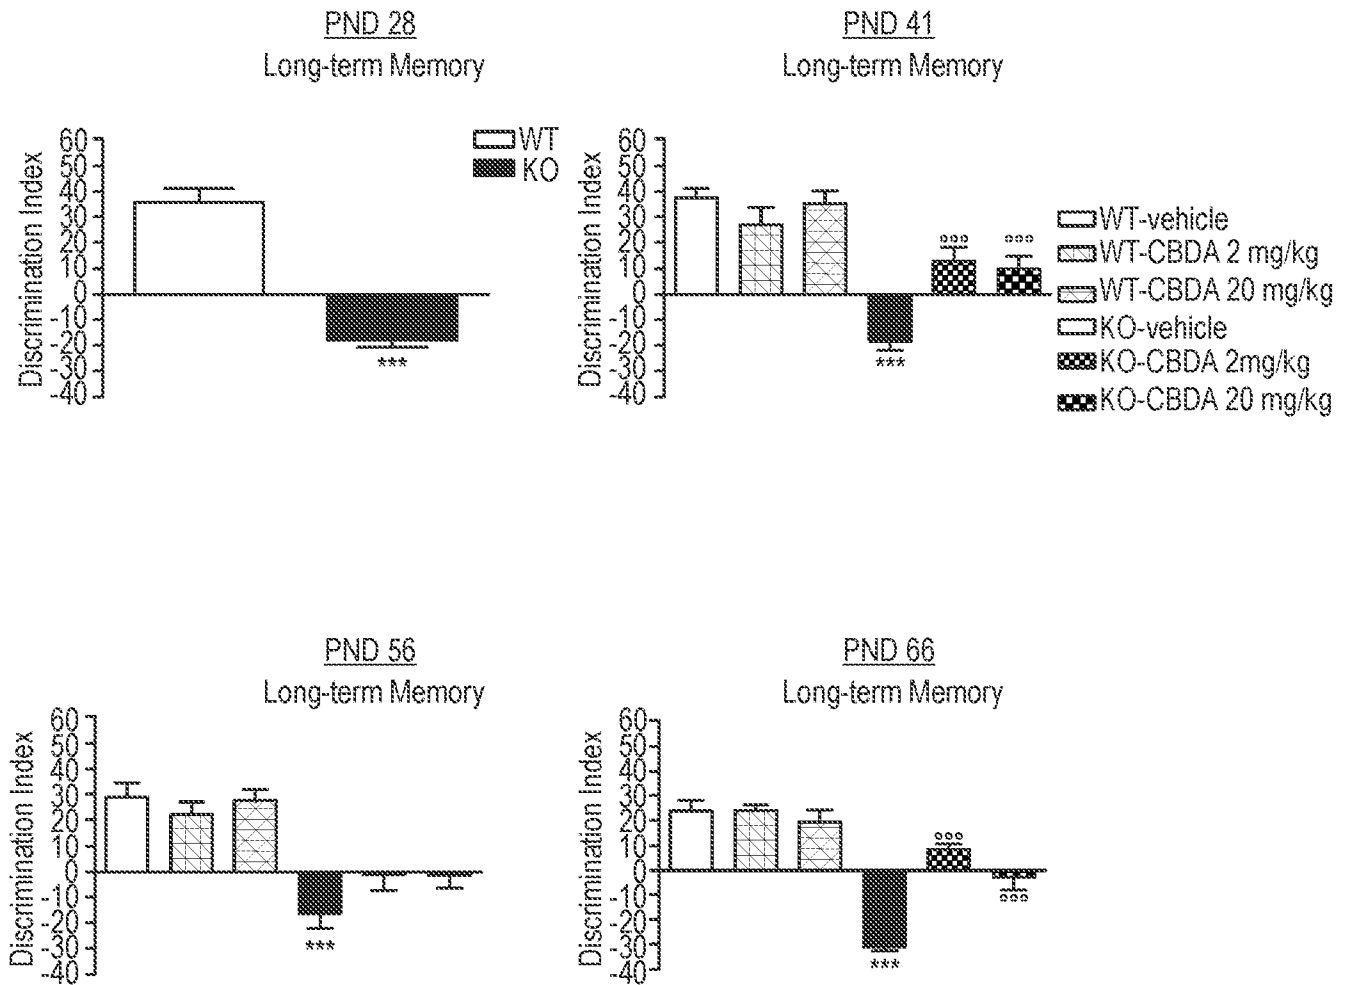 PND 28
Long-term Memory
Discrimination Index
60
50
40
30
20
10
0
-10
-20
-30
-40
***
WT
KO
PND 41
Long-term Memory
Discrimination Index
60
50
40
30
20
10
0
-10
-20
-30
-40
***
°°°
°°°
WT-vehicle
WT-CBDA 2 mg/kg
WT-CBDA 20 mg/kg
KO-vehicle
KO-CBDA 2mg/kg
KO-CBDA 20 mg/kg
PND 56
Long-term Memory
Discrimination Index
60
50
40
30
20
10
0
-10
-20
-30
-40
***
PND 66
Long-term Memory
Discrimination Index
60
50
40
30
20
10
0
-10
-20
-30
-40
***
°°°
°°°